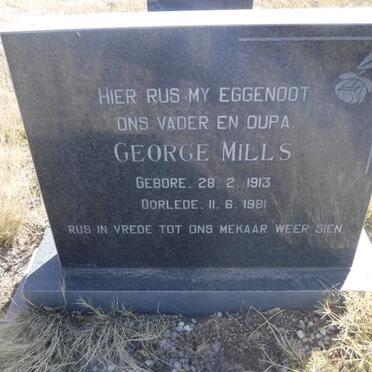 HIER RUS MY EGGENOOT
ONS VADER EN OUPA
GEORGE MILLS
GEBORE. 28. 2. 1913
OORLEDE. 11. 6. 1981
RUS IN VREDE TOT ONS MEKAAR WEER SIEN